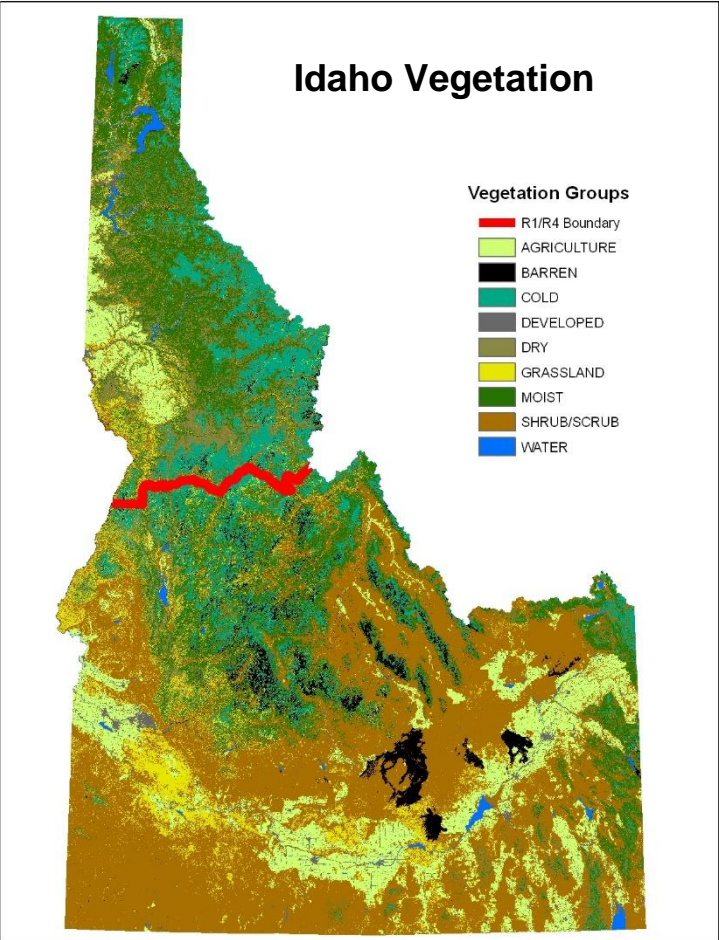 Idaho Vegetation
Vegetation Groups
R1/R4 Boundary
AGRICULTURE
BARREN
COLD
DEVELOPED
DRY
GRASSLAND
MOIST
SHRUB/SCRUB
WATER